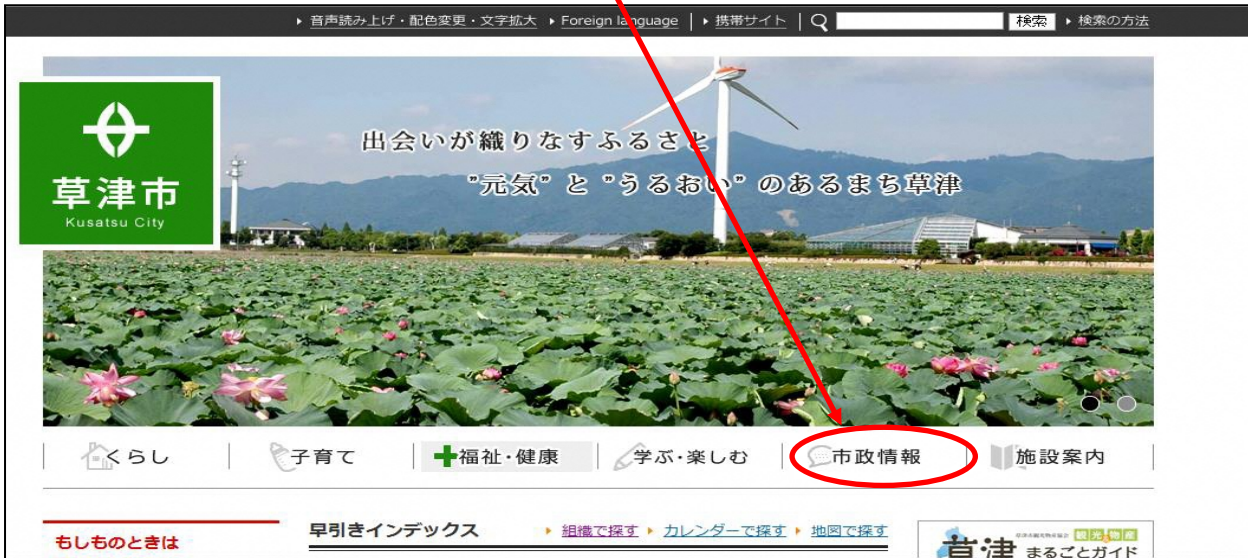 音声読み上げ・配色変更・文字拡大 Foreign language 携帯サイト 検索 検索の方法
草津市
Kusatsu City
出会いが織りなすふるさと
"元気" と "うるおい" のあるまち草津
くらし 子育て 福祉・健康 学ぶ・楽しむ 市政情報 施設案内
もしものときは
早引きインデックス 組織で探す カレンダーで探す 地図で探す
観光物産
草津 まるごとガイド